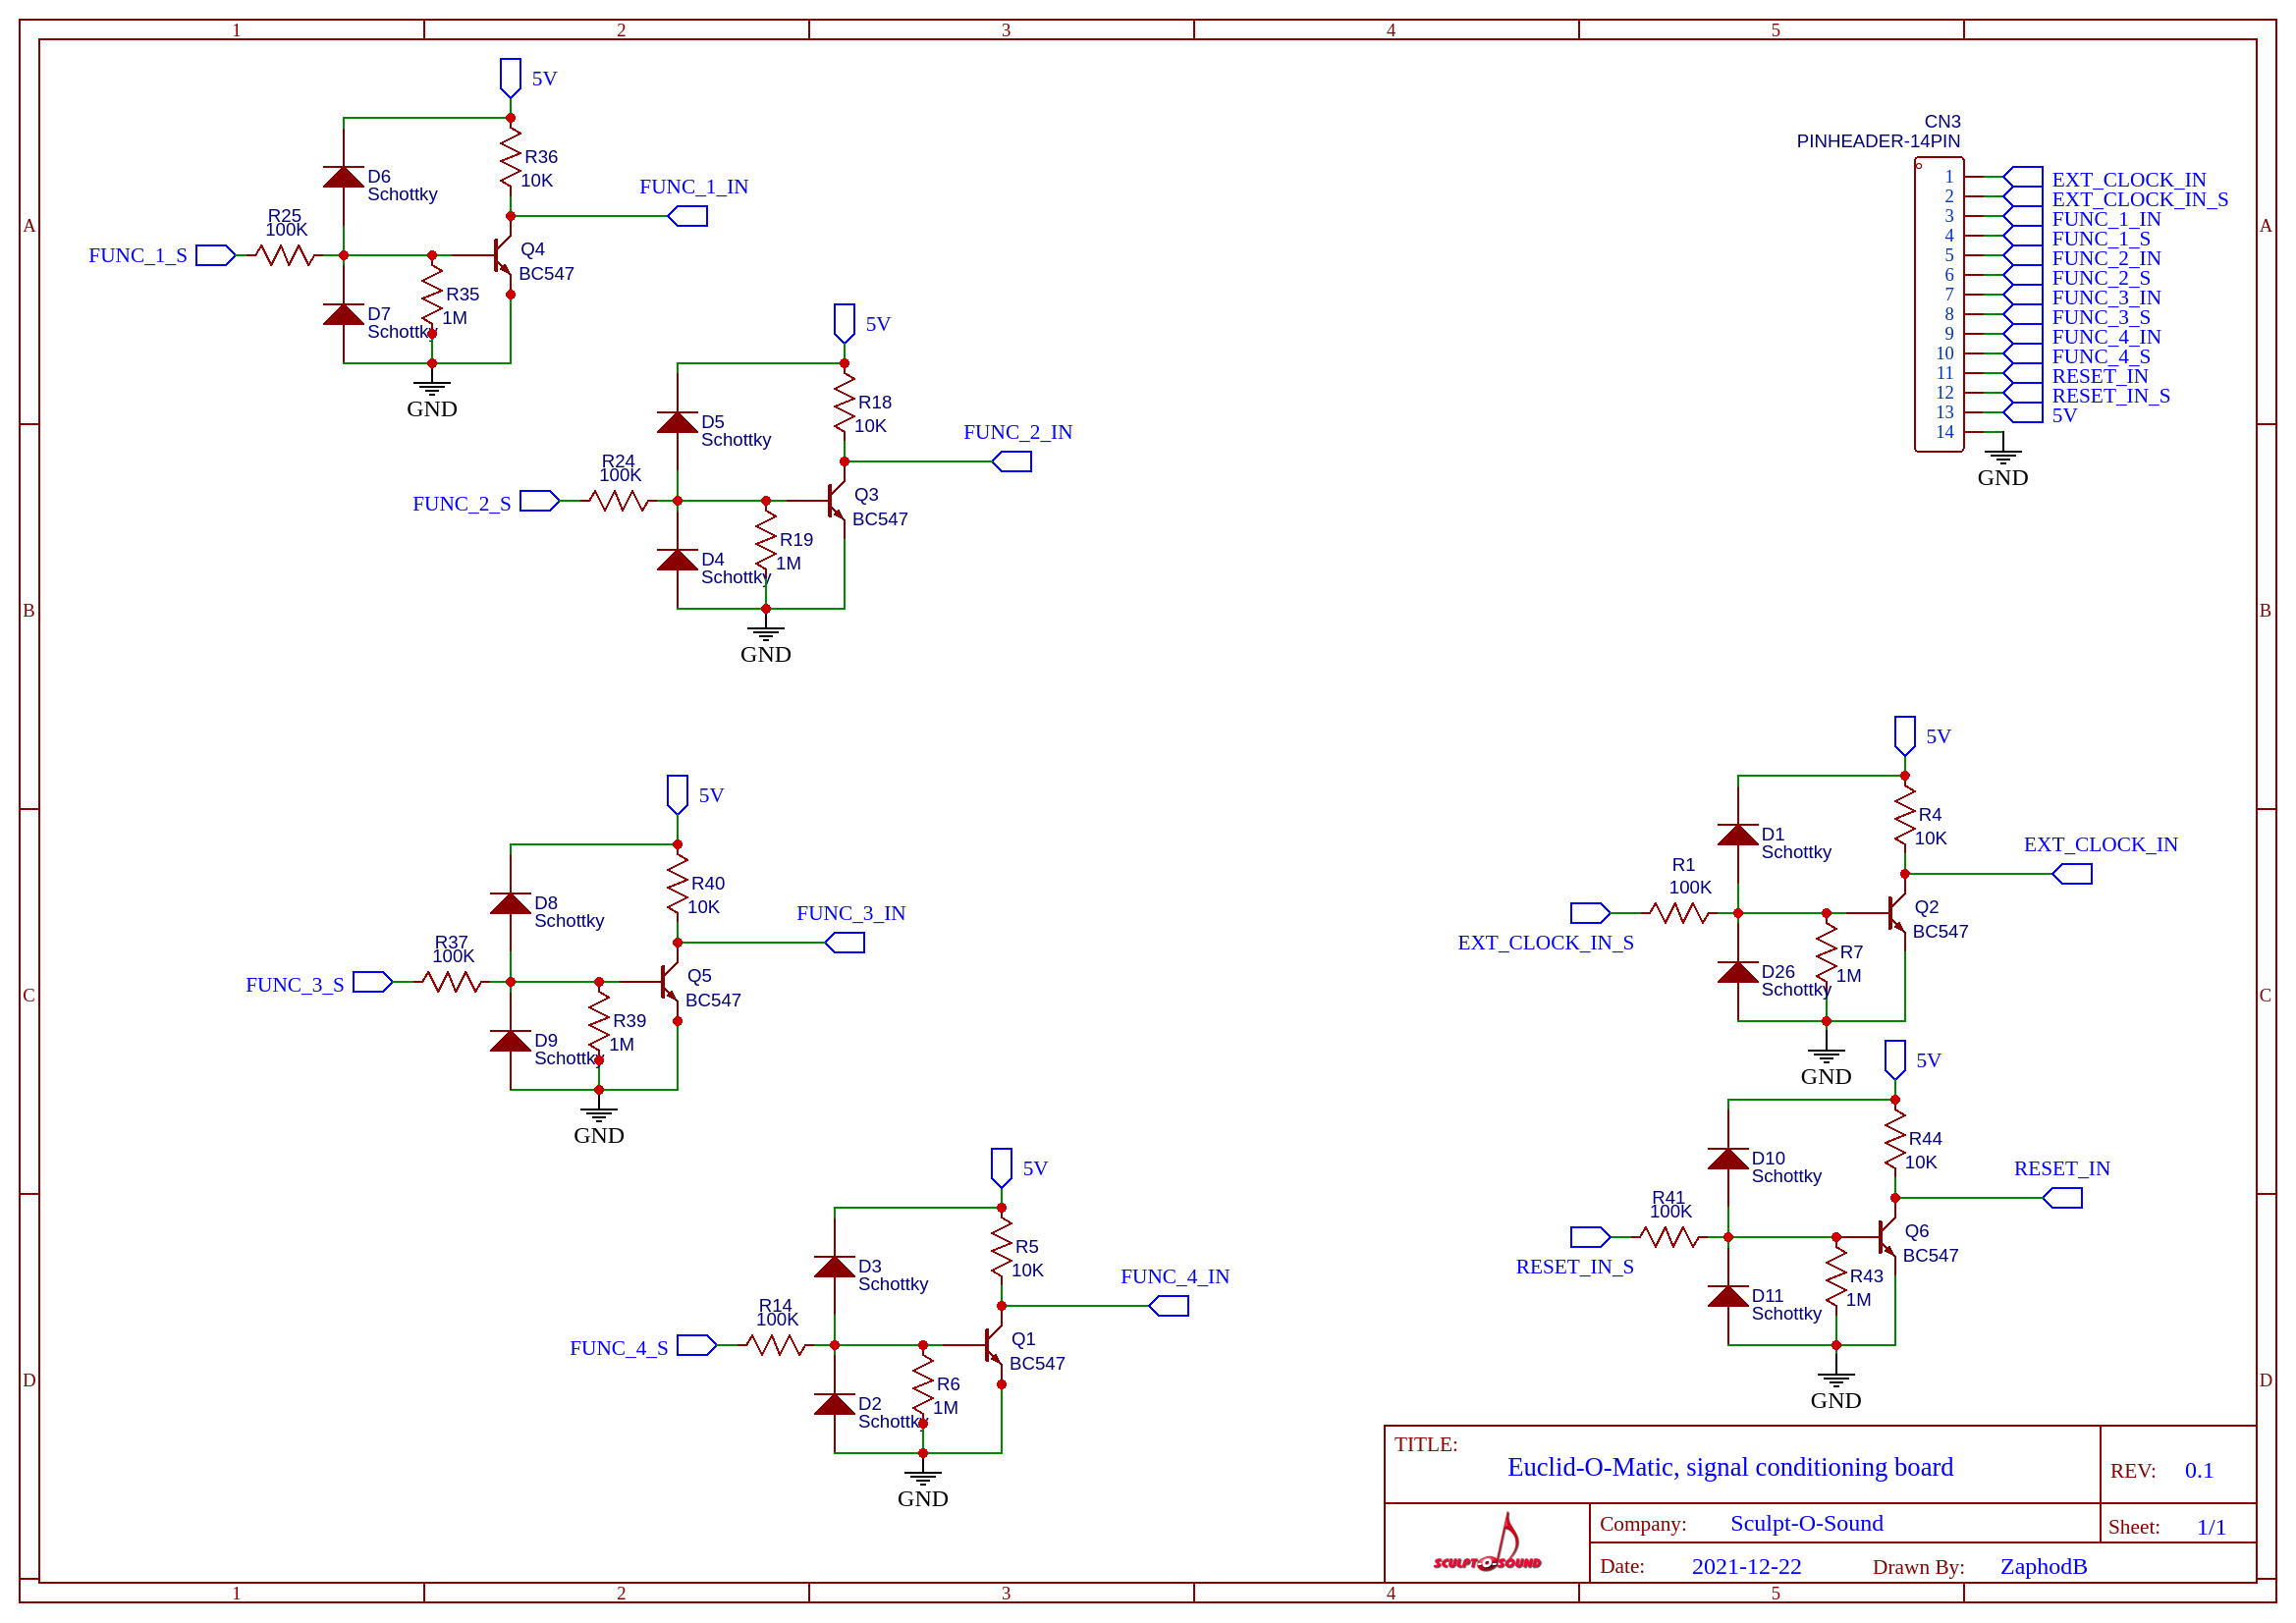 1 2 3 4 5
A A
B B
C C
D D
5V
D6
Schottky
R36
10K
FUNC_1_IN
R25
100K
FUNC_1_S
Q4
BC547
D7
Schottky
R35
1M
GND
5V
D5
Schottky
R18
10K
FUNC_2_IN
R24
100K
FUNC_2_S
Q3
BC547
D4
Schottky
R19
1M
GND
CN3
PINHEADER-14PIN
1 EXT_CLOCK_IN
2 EXT_CLOCK_IN_S
3 FUNC_1_IN
4 FUNC_1_S
5 FUNC_2_IN
6 FUNC_2_S
7 FUNC_3_IN
8 FUNC_3_S
9 FUNC_4_IN
10 FUNC_4_S
11 RESET_IN
12 RESET_IN_S
13 5V
14
GND
5V
D8
Schottky
R40
10K
FUNC_3_IN
R37
100K
FUNC_3_S
Q5
BC547
D9
Schottky
R39
1M
GND
5V
D3
Schottky
R5
10K
FUNC_4_IN
R14
100K
FUNC_4_S
Q1
BC547
D2
Schottky
R6
1M
GND
5V
D1
Schottky
R4
10K
EXT_CLOCK_IN
R1
100K
EXT_CLOCK_IN_S
Q2
BC547
D26
Schottky
R7
1M
GND
5V
D10
Schottky
R44
10K
RESET_IN
R41
100K
RESET_IN_S
Q6
BC547
D11
Schottky
R43
1M
GND
TITLE:
Euclid-O-Matic, signal conditioning board
REV: 0.1
SCULPT-O-SOUND
Company: Sculpt-O-Sound
Sheet: 1/1
Date: 2021-12-22 Drawn By: ZaphodB
1 2 3 4 5